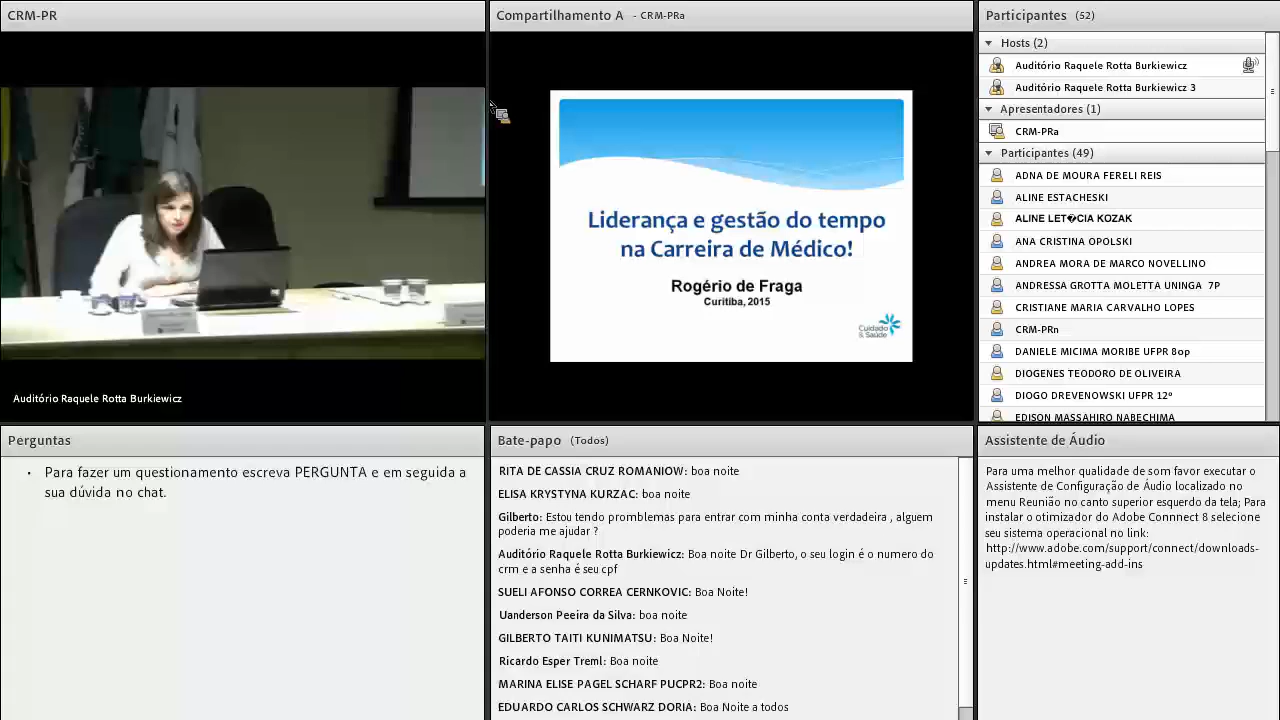 CRM-PR
Auditório Raquele Rotta Burkiewicz
Compartilhamento A - CRM-PRa
Liderança e gestão do tempo
na Carreira de Médico!
Rogério de Fraga
Curitiba, 2015
Cuidado
&Saúde
Participantes (52)
Hosts (2)
Auditório Raquele Rotta Burkiewicz
Auditório Raquele Rotta Burkiewicz 3
Apresentadores (1)
CRM-PRa
Participantes (49)
ADNA DE MOURA FERELI REIS
ALINE ESTACHESKI
ALINE LET�CIA KOZAK
ANA CRISTINA OPOLSKI
ANDREA MORA DE MARCO NOVELLINO
ANDRESSA GROTTA MOLETTA UNINGA 7P
CRISTIANE MARIA CARVALHO LOPES
CRM-PRn
DANIELE MICIMA MORIBE UFPR 8op
DIOGENES TEODORO DE OLIVEIRA
DIOGO DREVENOWSKI UFPR 12º
EDISON MASSAHIRO NABECHIMA
Perguntas
• Para fazer um questionamento escreva PERGUNTA e em seguida a
sua dúvida no chat.
Bate-papo (Todos)
RITA DE CASSIA CRUZ ROMANIOW: boa noite
ELISA KRYSTYNA KURZAC: boa noite
Gilberto: Estou tendo promblemas para entrar com minha conta verdadeira , alguem
poderia me ajudar ?
Auditório Raquele Rotta Burkiewicz: Boa noite Dr Gilberto, o seu login é o numero do
crm e a senha é seu cpf
SUELI AFONSO CORREA CERNKOVIC: Boa Noite!
Uanderson Peeira da Silva: boa noite
GILBERTO TAITI KUNIMATSU: Boa Noite!
Ricardo Esper Treml: Boa noite
MARINA ELISE PAGEL SCHARF PUCPR2: Boa noite
EDUARDO CARLOS SCHWARZ DORIA: Boa Noite a todos
Assistente de Áudio
Para uma melhor qualidade de som favor executar o
Assistente de Configuração de Áudio localizado no
menu Reunião no canto superior esquerdo da tela; Para
instalar o otimizador do Adobe Connnect 8 selecione
seu sistema operacional no link:
http://www.adobe.com/support/connect/downloads-
updates.html#meeting-add-ins